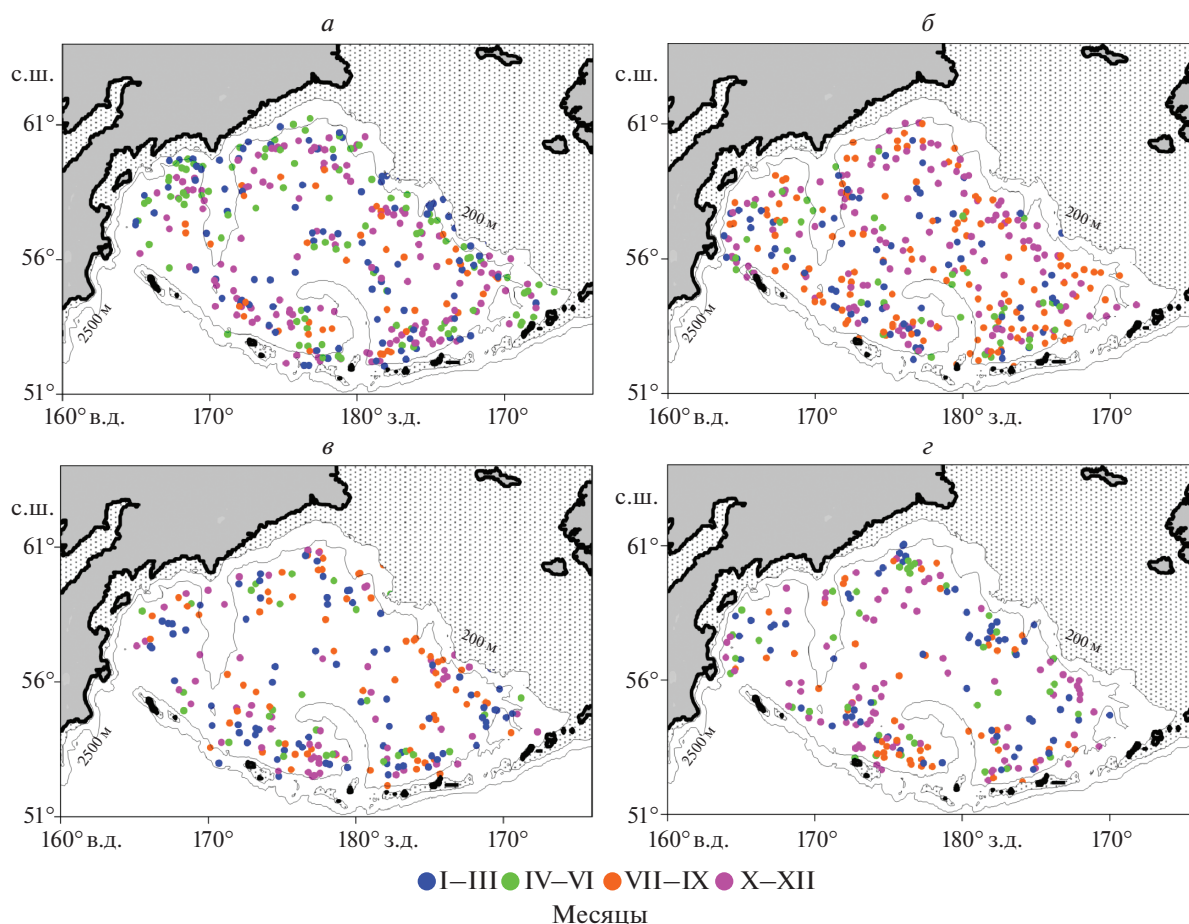 а
с.ш.
61°
56°
51°
200 м
2500 м
160° в.д.
170°
180° з.д.
170°
б
с.ш.
61°
56°
51°
200 м
2500 м
160° в.д.
170°
180° з.д.
170°
в
с.ш.
61°
56°
51°
200 м
2500 м
160° в.д.
170°
180° з.д.
170°
г
с.ш.
61°
56°
51°
200 м
2500 м
160° в.д.
170°
180° з.д.
170°
I–III IV–VI VII–IX X–XII
Месяцы